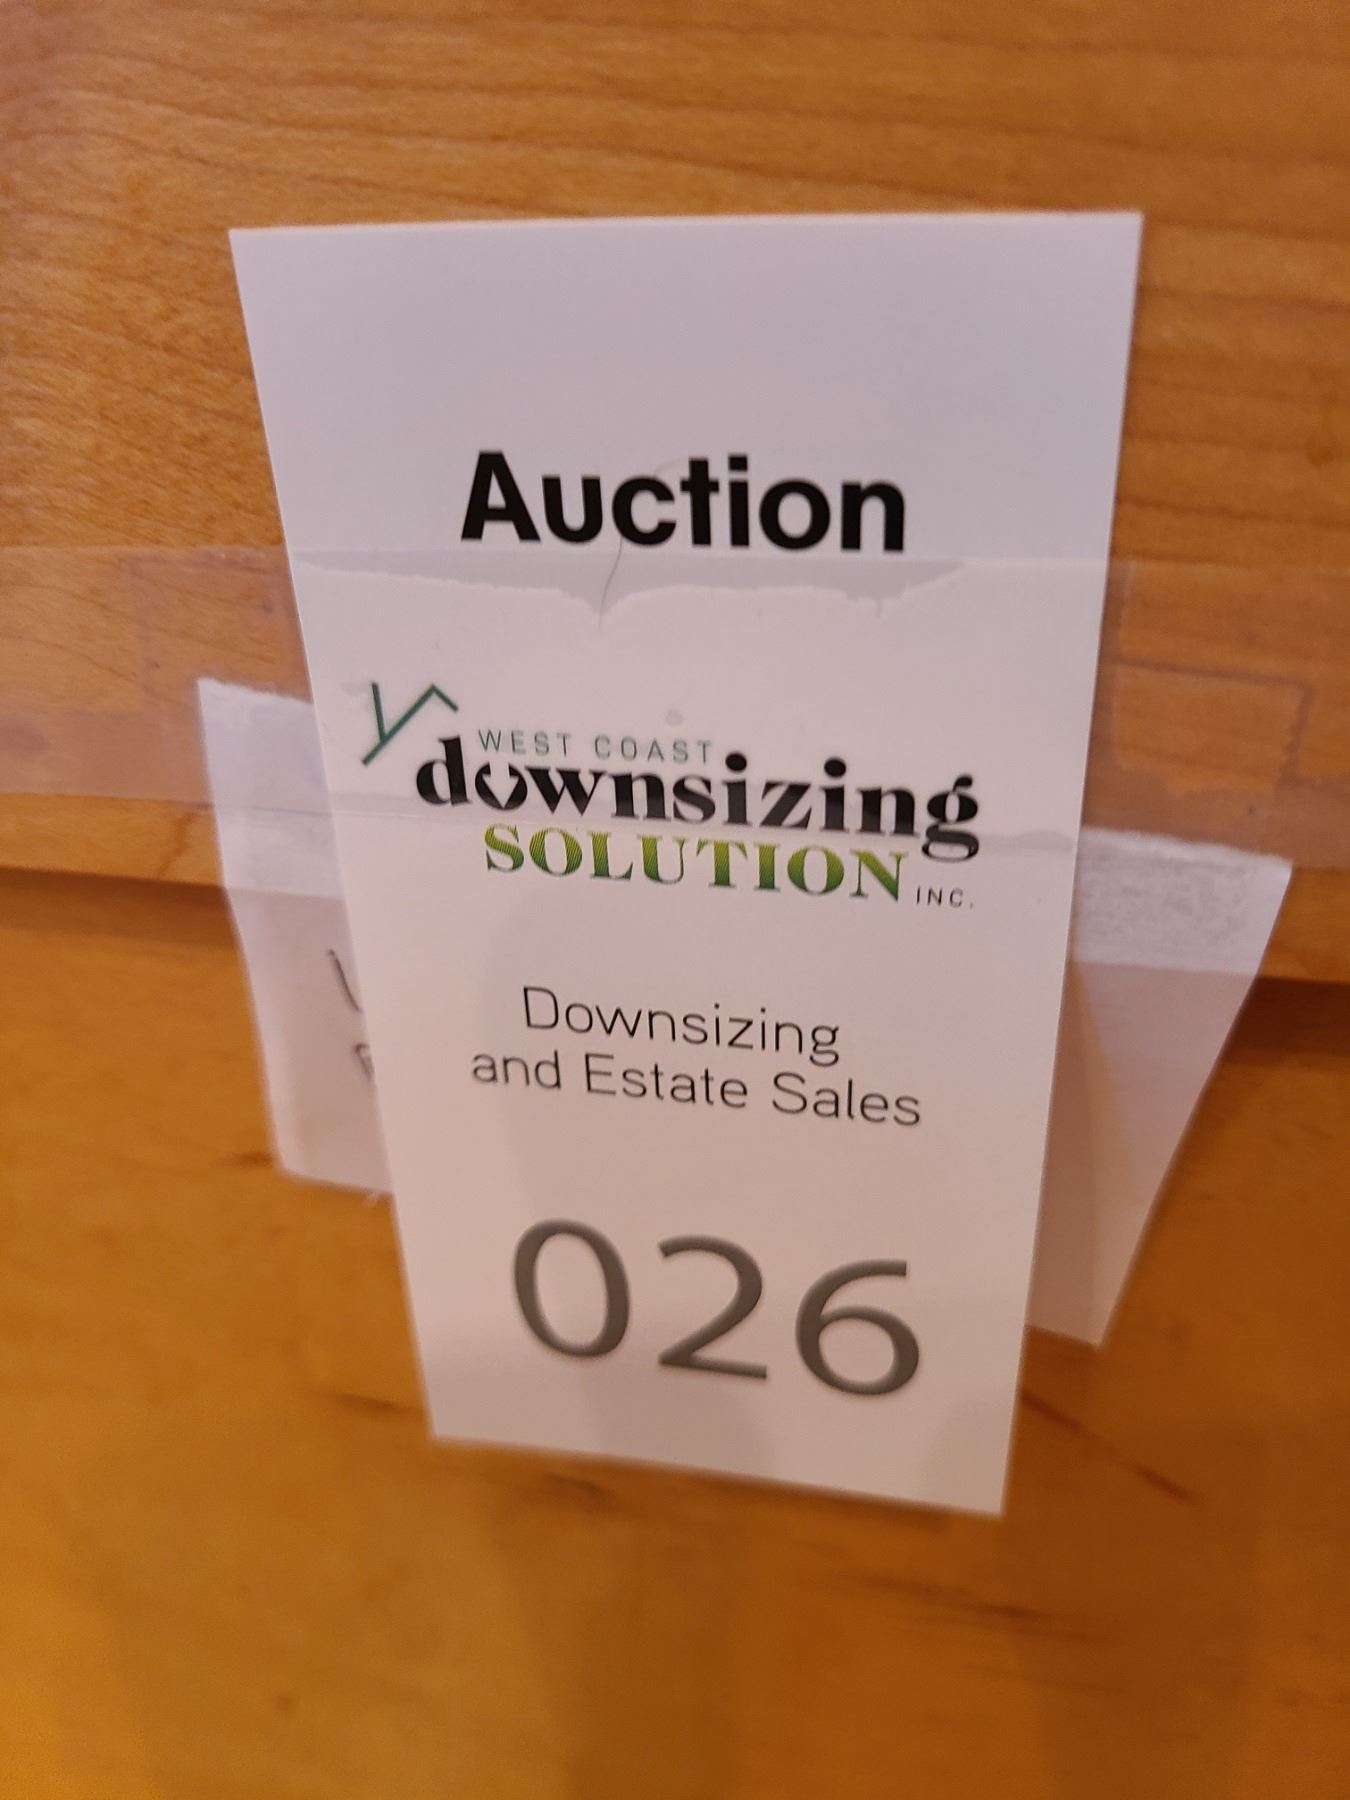 Auction
WEST COAST
downsizing
SOLUTION INC.
Downsizing
and Estate Sales
026